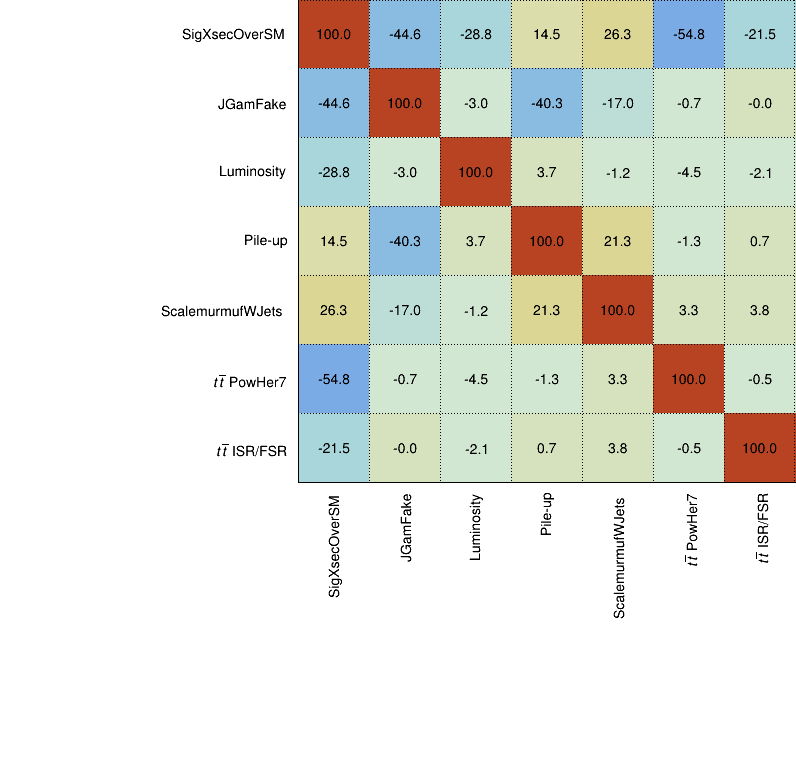 SigXsecOverSM 100.0 -44.6 -28.8 14.5 26.3 -54.8 -21.5
JGamFake -44.6 100.0 -3.0 -40.3 -17.0 -0.7 -0.0
Luminosity -28.8 -3.0 100.0 3.7 -1.2 -4.5 -2.1
Pile-up 14.5 -40.3 3.7 100.0 21.3 -1.3 0.7
ScalemurmufWJets 26.3 -17.0 -1.2 21.3 100.0 3.3 3.8
tt̅ PowHer7 -54.8 -0.7 -4.5 -1.3 3.3 100.0 -0.5
tt̅ ISR/FSR -21.5 -0.0 -2.1 0.7 3.8 -0.5 100.0
SigXsecOverSM
JGamFake
Luminosity
Pile-up
ScalemurmufWJets
tt̅ PowHer7
tt̅ ISR/FSR